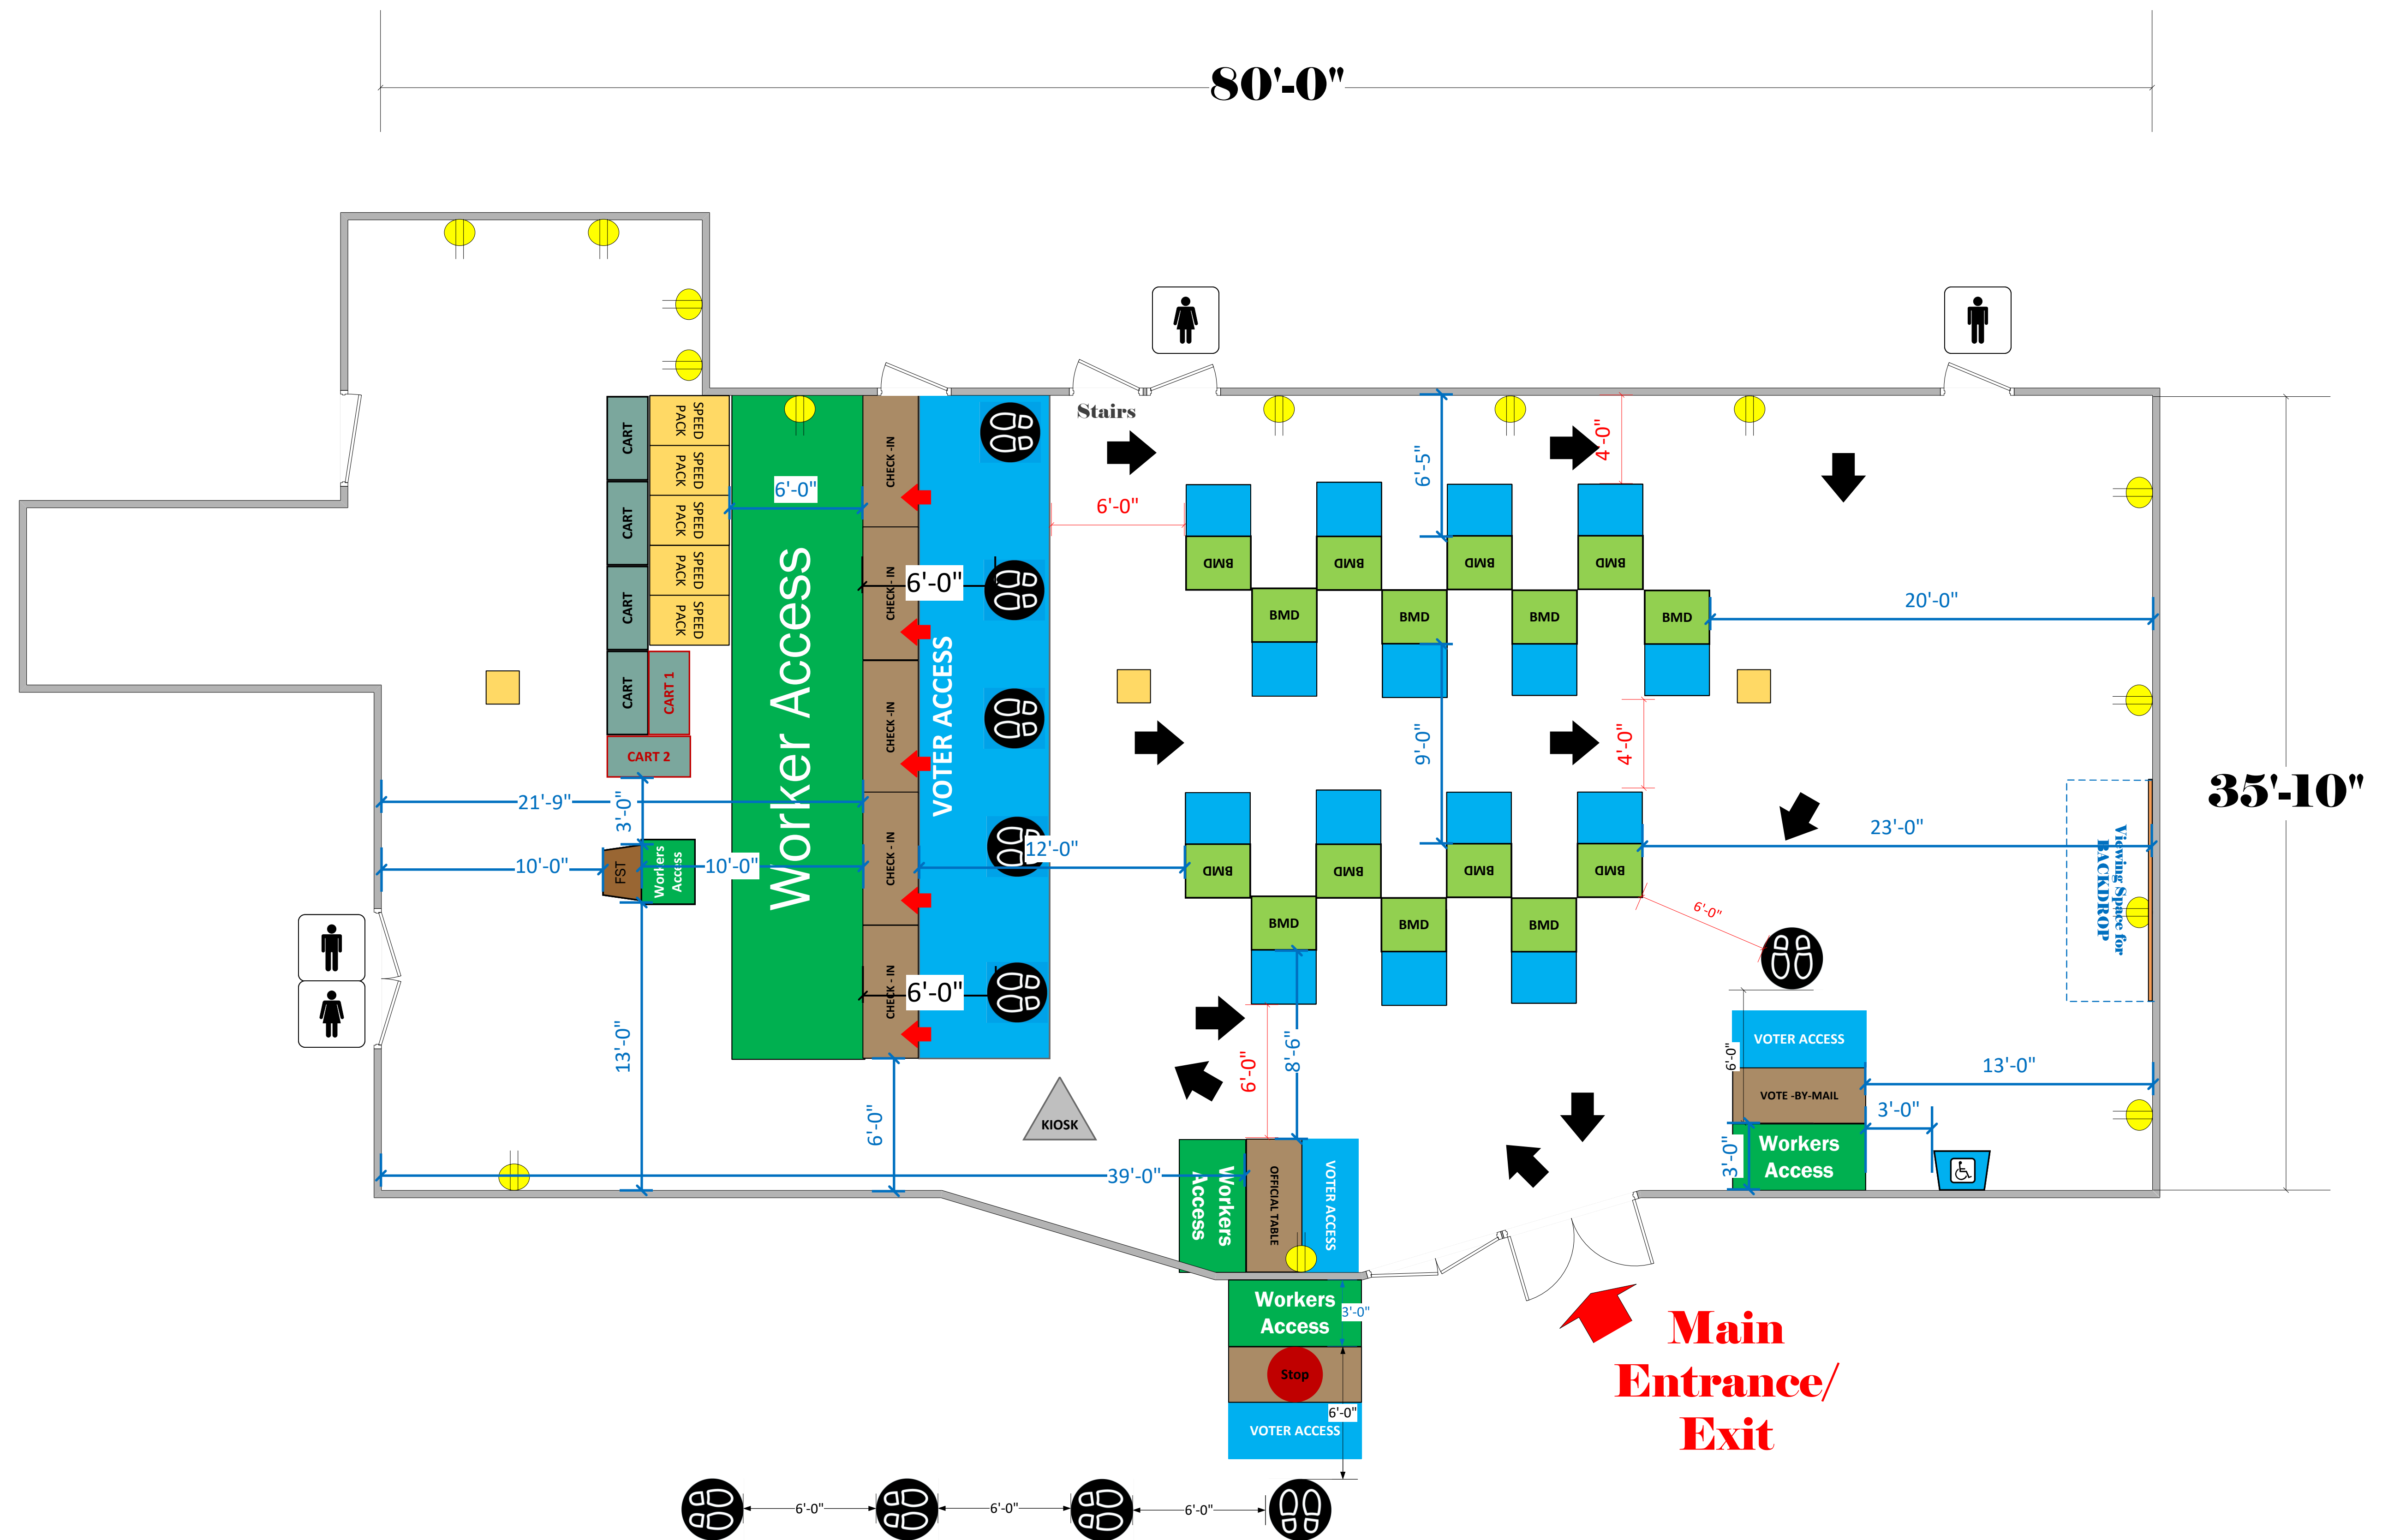 80'-0"
Stairs
CART
CART
CART
CART
SPEED
PACK
SPEED
PACK
SPEED
PACK
SPEED
PACK
SPEED
PACK
CART 1
CART 2
6'-0"
Worker Access
CHECK -IN
CHECK - IN
CHECK -IN
CHECK - IN
CHECK - IN
6'-0"
6'-0"
VOTER ACCESS
6'-0"
6'-5"
4'-0"
BMD
BMD
BMD
BMD
BMD
BMD
BMD
BMD
20'-0"
9'-0"
4'-0"
35'-10"
21'-9"
3'-0"
10'-0"
FST
Workers
Access
10'-0"
12'-0"
23'-0"
BMD
BMD
BMD
BMD
BMD
BMD
BMD
6'-0"
Viewing Space for
BACKDROP
13'-0"
6'-0"
KIOSK
6'-0"
8'-6"
6'-0"
VOTER ACCESS
VOTE -BY-MAIL
Workers
Access
3'-0"
13'-0"
3'-0"
39'-0"
Workers
Access
OFFICIAL TABLE
VOTER ACCESS
Workers
Access
3'-0"
Stop
6'-0"
VOTER ACCESS
Main
Entrance/
Exit
6'-0"
6'-0"
6'-0"